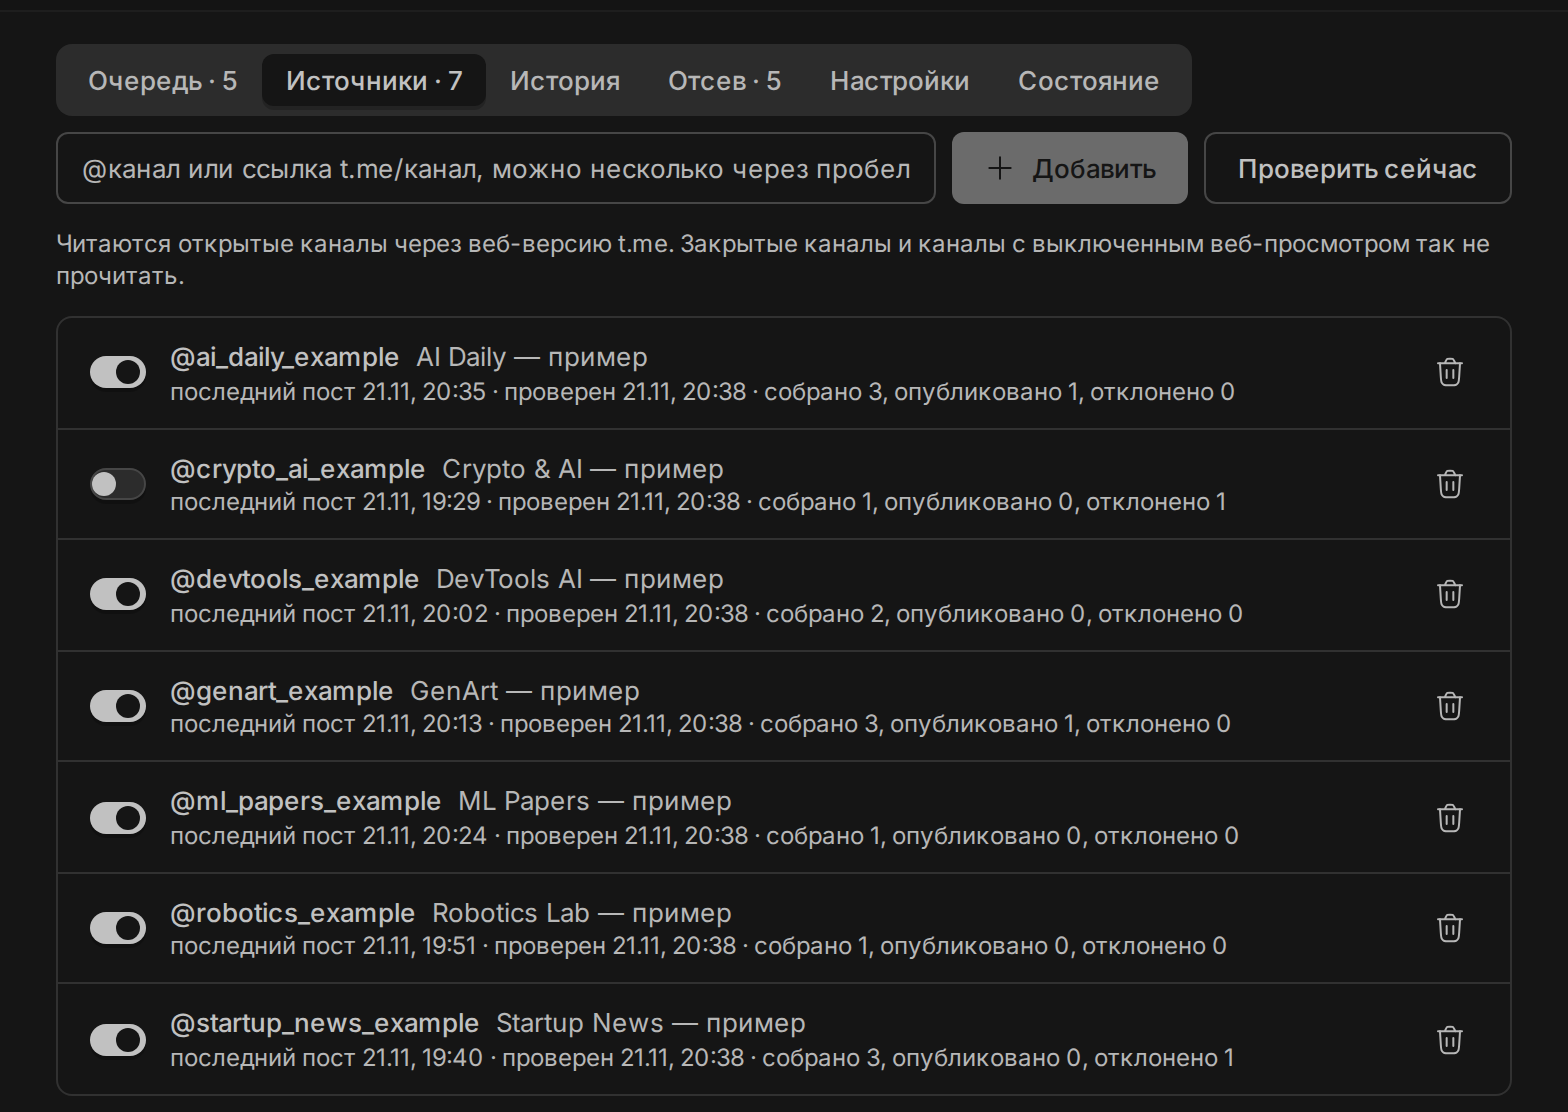 Очередь · 5 Источники · 7 История Отсев · 5 Настройки Состояние
@канал или ссылка t.me/канал, можно несколько через пробел Добавить Проверить сейчас
Читаются открытые каналы через веб-версию t.me. Закрытые каналы и каналы с выключенным веб-просмотром так не
прочитать.
@ai_daily_example AI Daily — пример
последний пост 21.11, 20:35 · проверен 21.11, 20:38 · собрано 3, опубликовано 1, отклонено 0
@crypto_ai_example Crypto & AI — пример
последний пост 21.11, 19:29 · проверен 21.11, 20:38 · собрано 1, опубликовано 0, отклонено 1
@devtools_example DevTools AI — пример
последний пост 21.11, 20:02 · проверен 21.11, 20:38 · собрано 2, опубликовано 0, отклонено 0
@genart_example GenArt — пример
последний пост 21.11, 20:13 · проверен 21.11, 20:38 · собрано 3, опубликовано 1, отклонено 0
@ml_papers_example ML Papers — пример
последний пост 21.11, 20:24 · проверен 21.11, 20:38 · собрано 1, опубликовано 0, отклонено 0
@robotics_example Robotics Lab — пример
последний пост 21.11, 19:51 · проверен 21.11, 20:38 · собрано 1, опубликовано 0, отклонено 0
@startup_news_example Startup News — пример
последний пост 21.11, 19:40 · проверен 21.11, 20:38 · собрано 3, опубликовано 0, отклонено 1